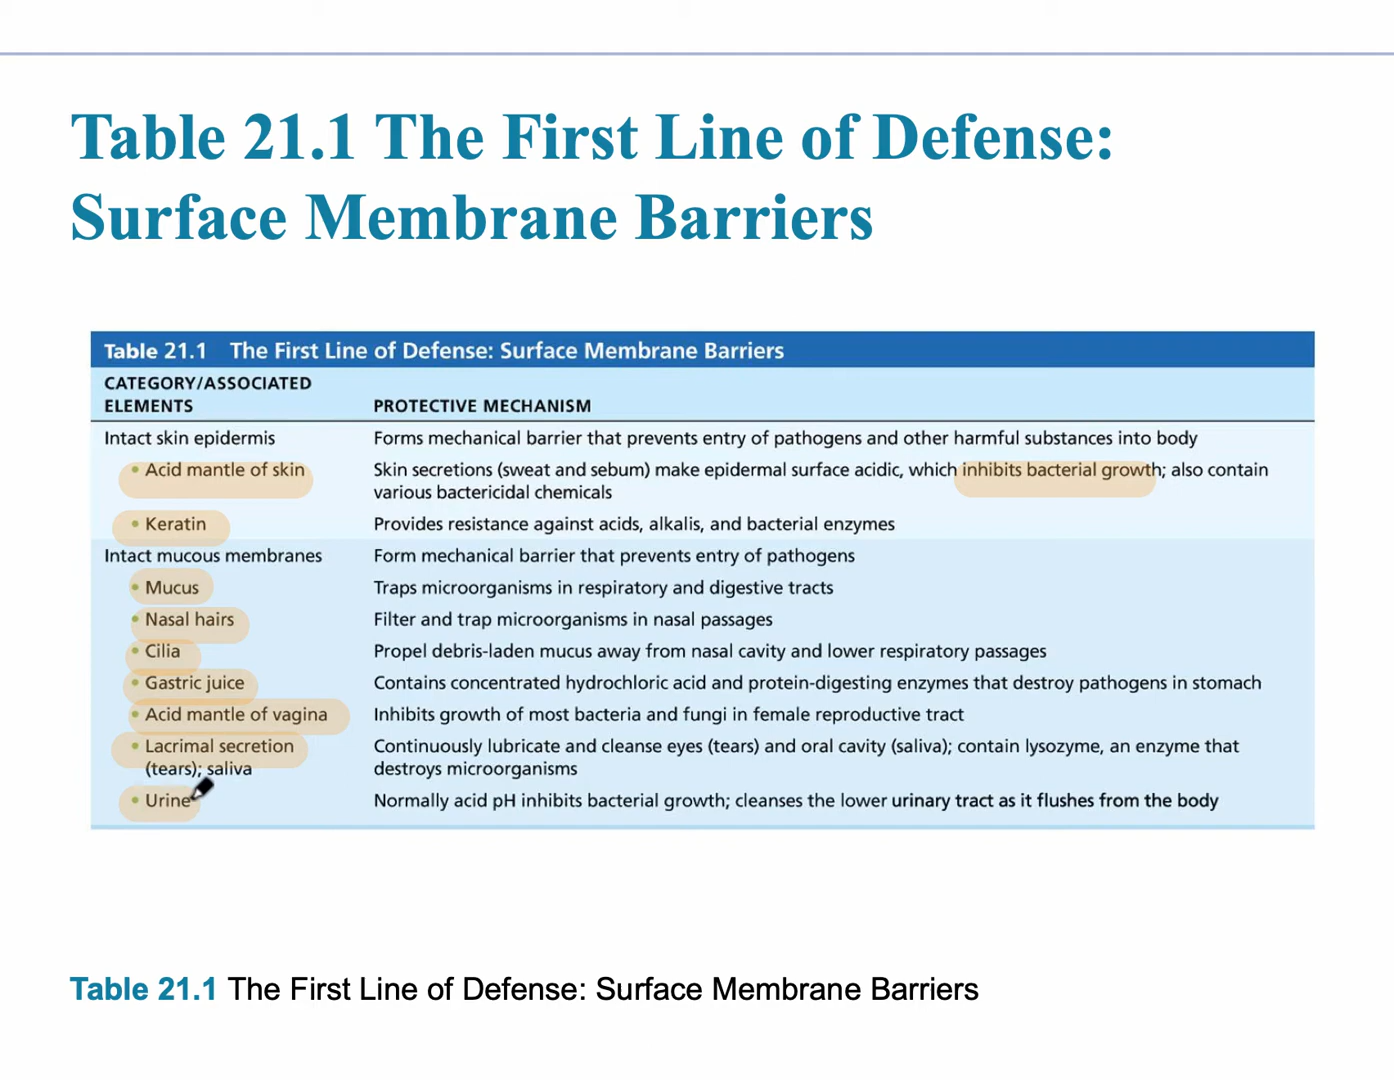 Table 21.1 The First Line of Defense:
Surface Membrane Barriers
Table 21.1 The First Line of Defense: Surface Membrane Barriers
CATEGORY/ASSOCIATED
ELEMENTS PROTECTIVE MECHANISM
Intact skin epidermis Forms mechanical barrier that prevents entry of pathogens and other harmful substances into body
• Acid mantle of skin Skin secretions (sweat and sebum) make epidermal surface acidic, which inhibits bacterial growth; also contain
various bactericidal chemicals
• Keratin Provides resistance against acids, alkalis, and bacterial enzymes
Intact mucous membranes Form mechanical barrier that prevents entry of pathogens
• Mucus Traps microorganisms in respiratory and digestive tracts
• Nasal hairs Filter and trap microorganisms in nasal passages
• Cilia Propel debris-laden mucus away from nasal cavity and lower respiratory passages
• Gastric juice Contains concentrated hydrochloric acid and protein-digesting enzymes that destroy pathogens in stomach
• Acid mantle of vagina Inhibits growth of most bacteria and fungi in female reproductive tract
• Lacrimal secretion Continuously lubricate and cleanse eyes (tears) and oral cavity (saliva); contain lysozyme, an enzyme that
(tears); saliva destroys microorganisms
• Urine Normally acid pH inhibits bacterial growth; cleanses the lower urinary tract as it flushes from the body
Table 21.1 The First Line of Defense: Surface Membrane Barriers